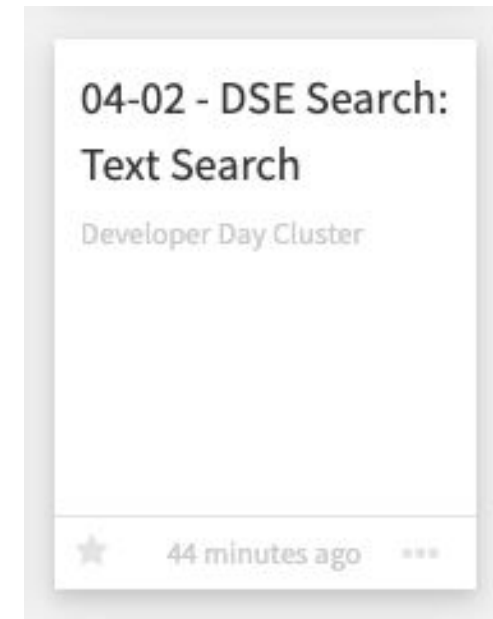 04-02 - DSE Search:
Text Search
Developer Day Cluster
44 minutes ago